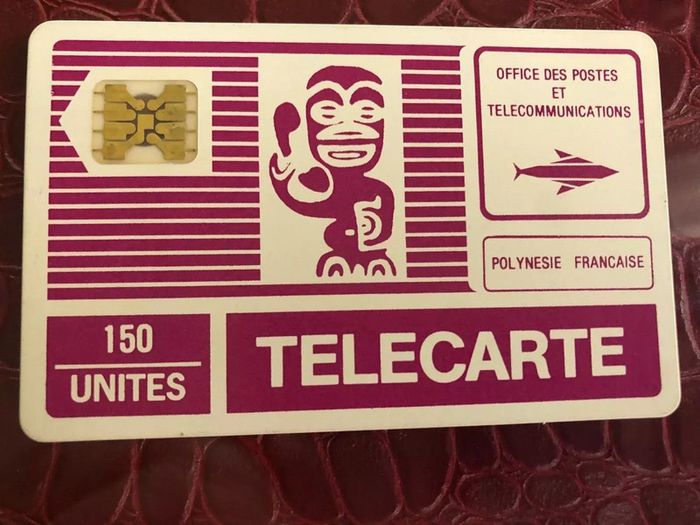 OFFICE DES POSTES
ET
TELECOMMUNICATIONS
POLYNESIE FRANCAISE
150
UNITES
TELECARTE